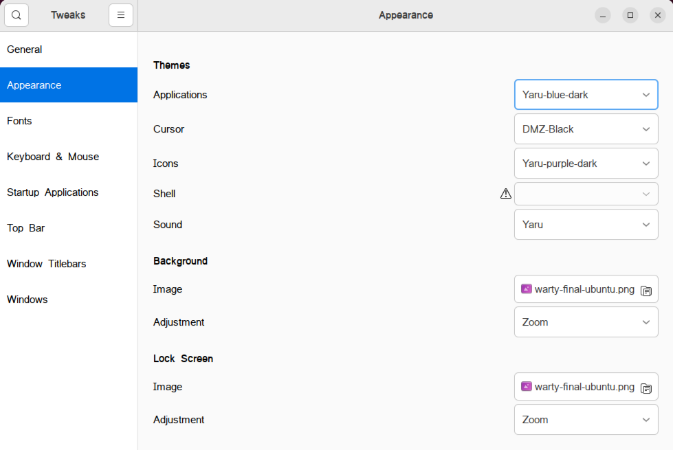 Tweaks
Appearance
General
Appearance
Fonts
Keyboard & Mouse
Startup Applications
Top Bar
Window Titlebars
Windows
Themes
Applications Yaru-blue-dark
Cursor DMZ-Black
Icons Yaru-purple-dark
Shell
Sound Yaru
Background
Image warty-final-ubuntu.png
Adjustment Zoom
Lock Screen
Image warty-final-ubuntu.png
Adjustment Zoom